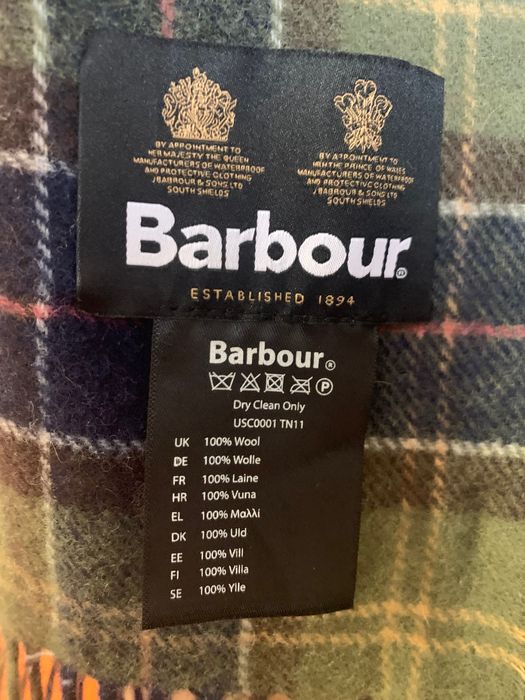 BY APPOINTMENT TO
HER MAJESTY THE QUEEN
MANUFACTURERS OF WATERPROOF
AND PROTECTIVE CLOTHING
J BARBOUR & SONS LTD
SOUTH SHIELDS
BY APPOINTMENT TO
HRH THE PRINCE OF WALES
MANUFACTURERS OF WATERPROOF
AND PROTECTIVE CLOTHING
J BARBOUR & SONS LTD
SOUTH SHIELDS
Barbour®
ESTABLISHED 1894
Barbour®
P
Dry Clean Only
USC0001 TN11
UK 100% Wool
DE 100% Wolle
FR 100% Laine
HR 100% Vuna
EL 100% Μαλλί
DK 100% Uld
EE 100% Vill
FI 100% Villa
SE 100% Ylle